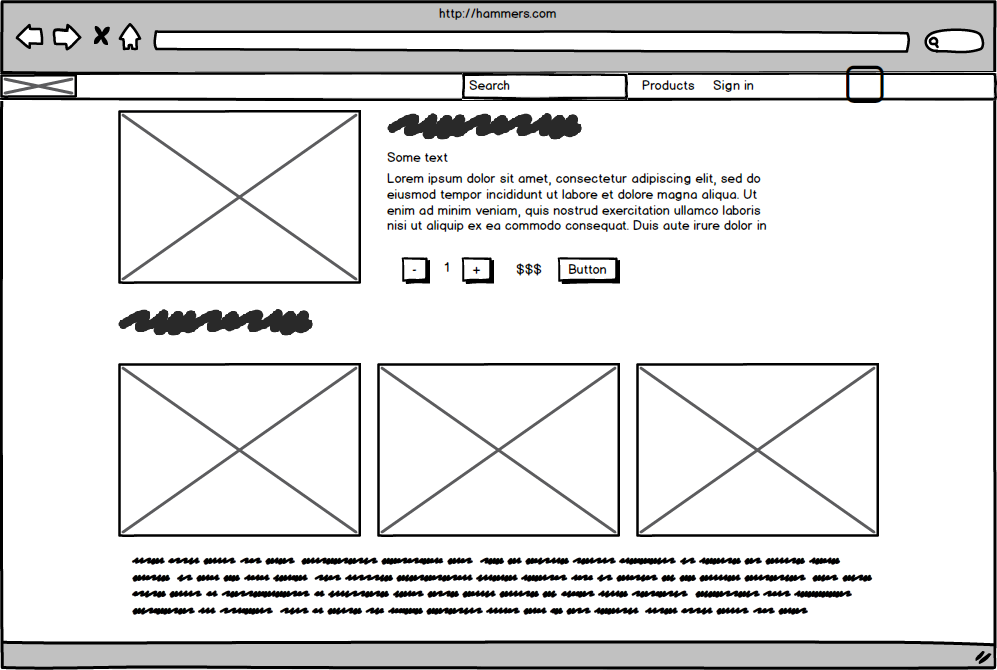 http://hammers.com
Search
Products
Sign in
Some text
Lorem ipsum dolor sit amet, consectetur adipiscing elit, sed do
eiusmod tempor incididunt ut labore et dolore magna aliqua. Ut
enim ad minim veniam, quis nostrud exercitation ullamco laboris
nisi ut aliquip ex ea commodo consequat. Duis aute irure dolor in
- 1 + $$$ Button